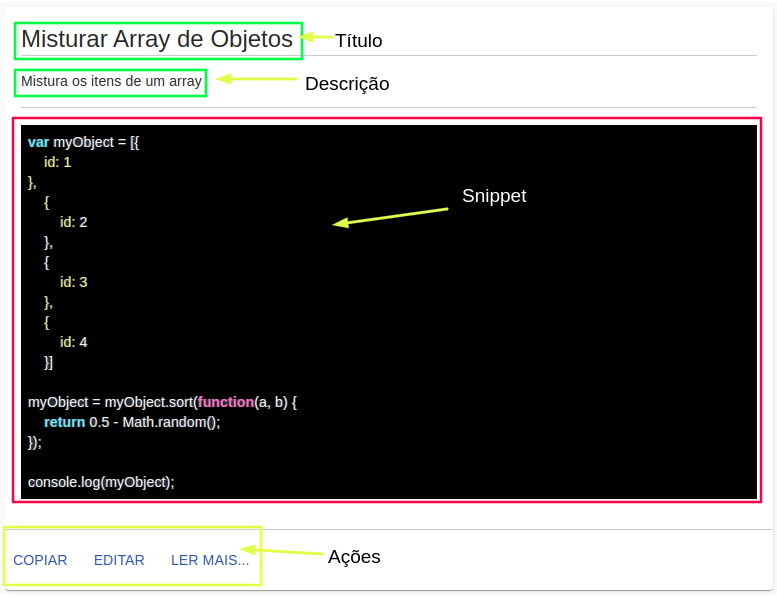 Misturar Array de Objetos
Título
Mistura os itens de um array
Descrição
var myObject = [{
id: 1
},
{
Snippet
id: 2
},
{
id: 3
},
{
id: 4
}]
myObject = myObject.sort(function(a, b) {
return 0.5 - Math.random();
});
console.log(myObject);
COPIAR EDITAR LER MAIS...
Ações